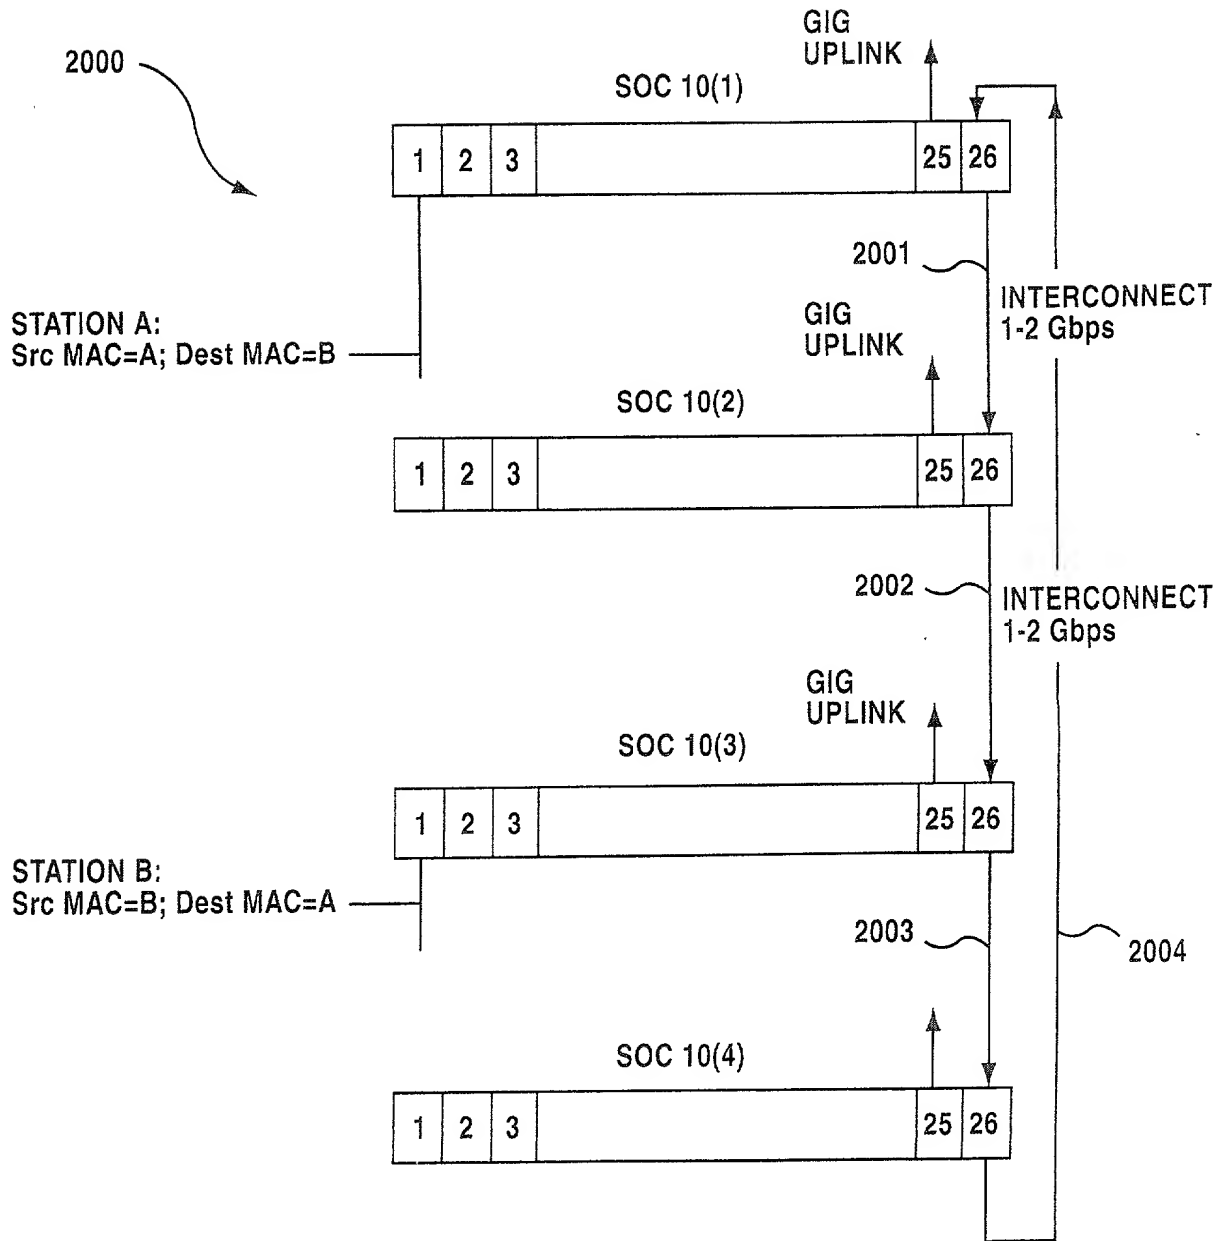 2000
GIG
UPLINK
SOC 10(1)
1 2 3 25 26
2001
INTERCONNECT
1-2 Gbps
STATION A:
Src MAC=A; Dest MAC=B
GIG
UPLINK
SOC 10(2)
1 2 3 25 26
2002
INTERCONNECT
1-2 Gbps
GIG
UPLINK
SOC 10(3)
1 2 3 25 26
STATION B:
Src MAC=B; Dest MAC=A
2003
2004
SOC 10(4)
1 2 3 25 26